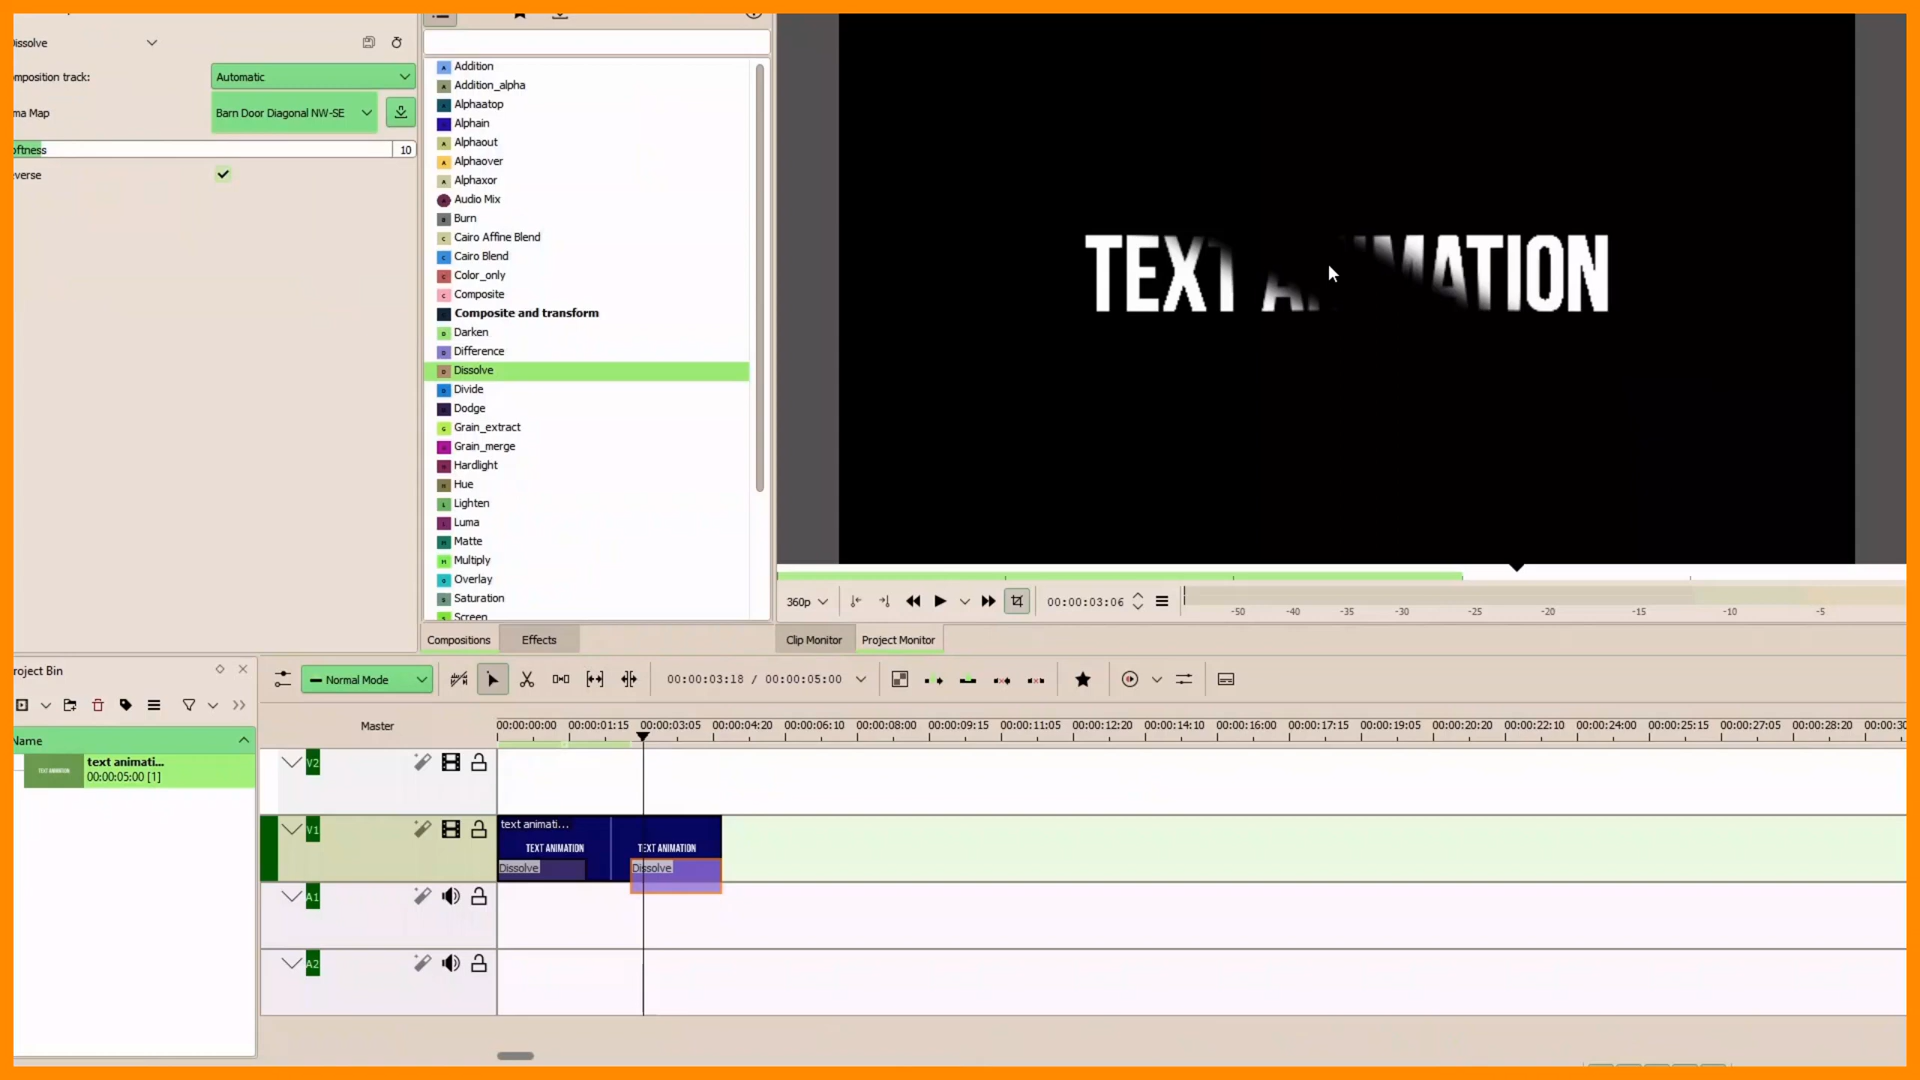 issolve
mposition track:
Automatic
ma Map
Barn Door Diagonal NW-SE
oftness
10
verse
Addition
Addition_alpha
Alphaatop
Alphain
Alphaout
Alphaover
Alphaxor
Audio Mix
Burn
Cairo Affine Blend
Cairo Blend
Color_only
Composite
Composite and transform
Darken
Difference
Dissolve
Divide
Dodge
Grain_extract
Grain_merge
Hardlight
Hue
Lighten
Luma
Matte
Multiply
Overlay
Saturation
Screen
Compositions
Effects
TEXT ANIMATION
360p
00:00:03:06
-50 -40 -35 -30 -25 -20 -15 -10 -5
Clip Monitor
Project Monitor
roject Bin
Normal Mode
00:00:03:18 / 00:00:05:00
Name
text animati...
00:00:05:00 [1]
Master
00:00:00:00 00:00:01:15 00:00:03:05 00:00:04:20 00:00:06:10 00:00:08:00 00:00:09:15 00:00:11:05 00:00:12:20 00:00:14:10 00:00:16:00 00:00:17:15 00:00:19:05 00:00:20:20 00:00:22:10 00:00:24:00 00:00:25:15 00:00:27:05 00:00:28:20 00:00:30
V2
V1
text animati...
TEXT ANIMATION
TEXT ANIMATION
Dissolve
Dissolve
A1
A2